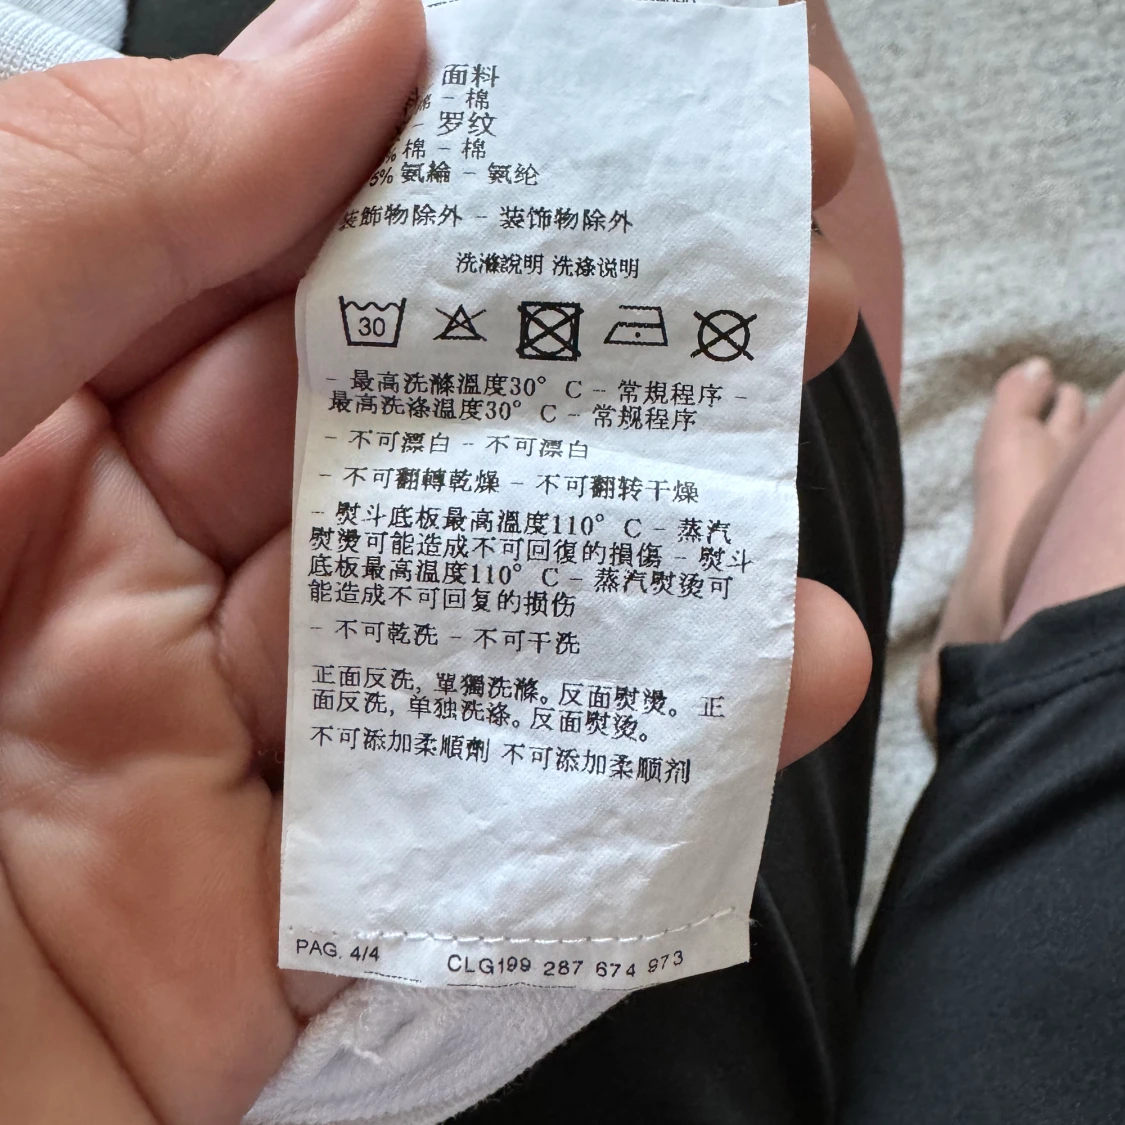 面料
棉 - 棉
- 罗纹
% 棉 - 棉
5% 氨綸 - 氨纶
装飾物除外 - 装饰物除外
洗滌說明 洗涤说明
30
- 最高洗滌溫度30° C - 常規程序 -
最高洗涤温度30° C - 常规程序
- 不可漂白 - 不可漂白
- 不可翻轉乾燥 - 不可翻转干燥
- 熨斗底板最高溫度110° C - 蒸汽
熨燙可能造成不可回復的損傷 - 熨斗
底板最高温度110° C - 蒸汽熨烫可
能造成不可回复的损伤
- 不可乾洗 - 不可干洗
正面反洗, 單獨洗滌。反面熨燙。 正
面反洗, 单独洗涤。反面熨烫。
不可添加柔順劑 不可添加柔顺剂
PAG. 4/4 CLG199 287 674 973